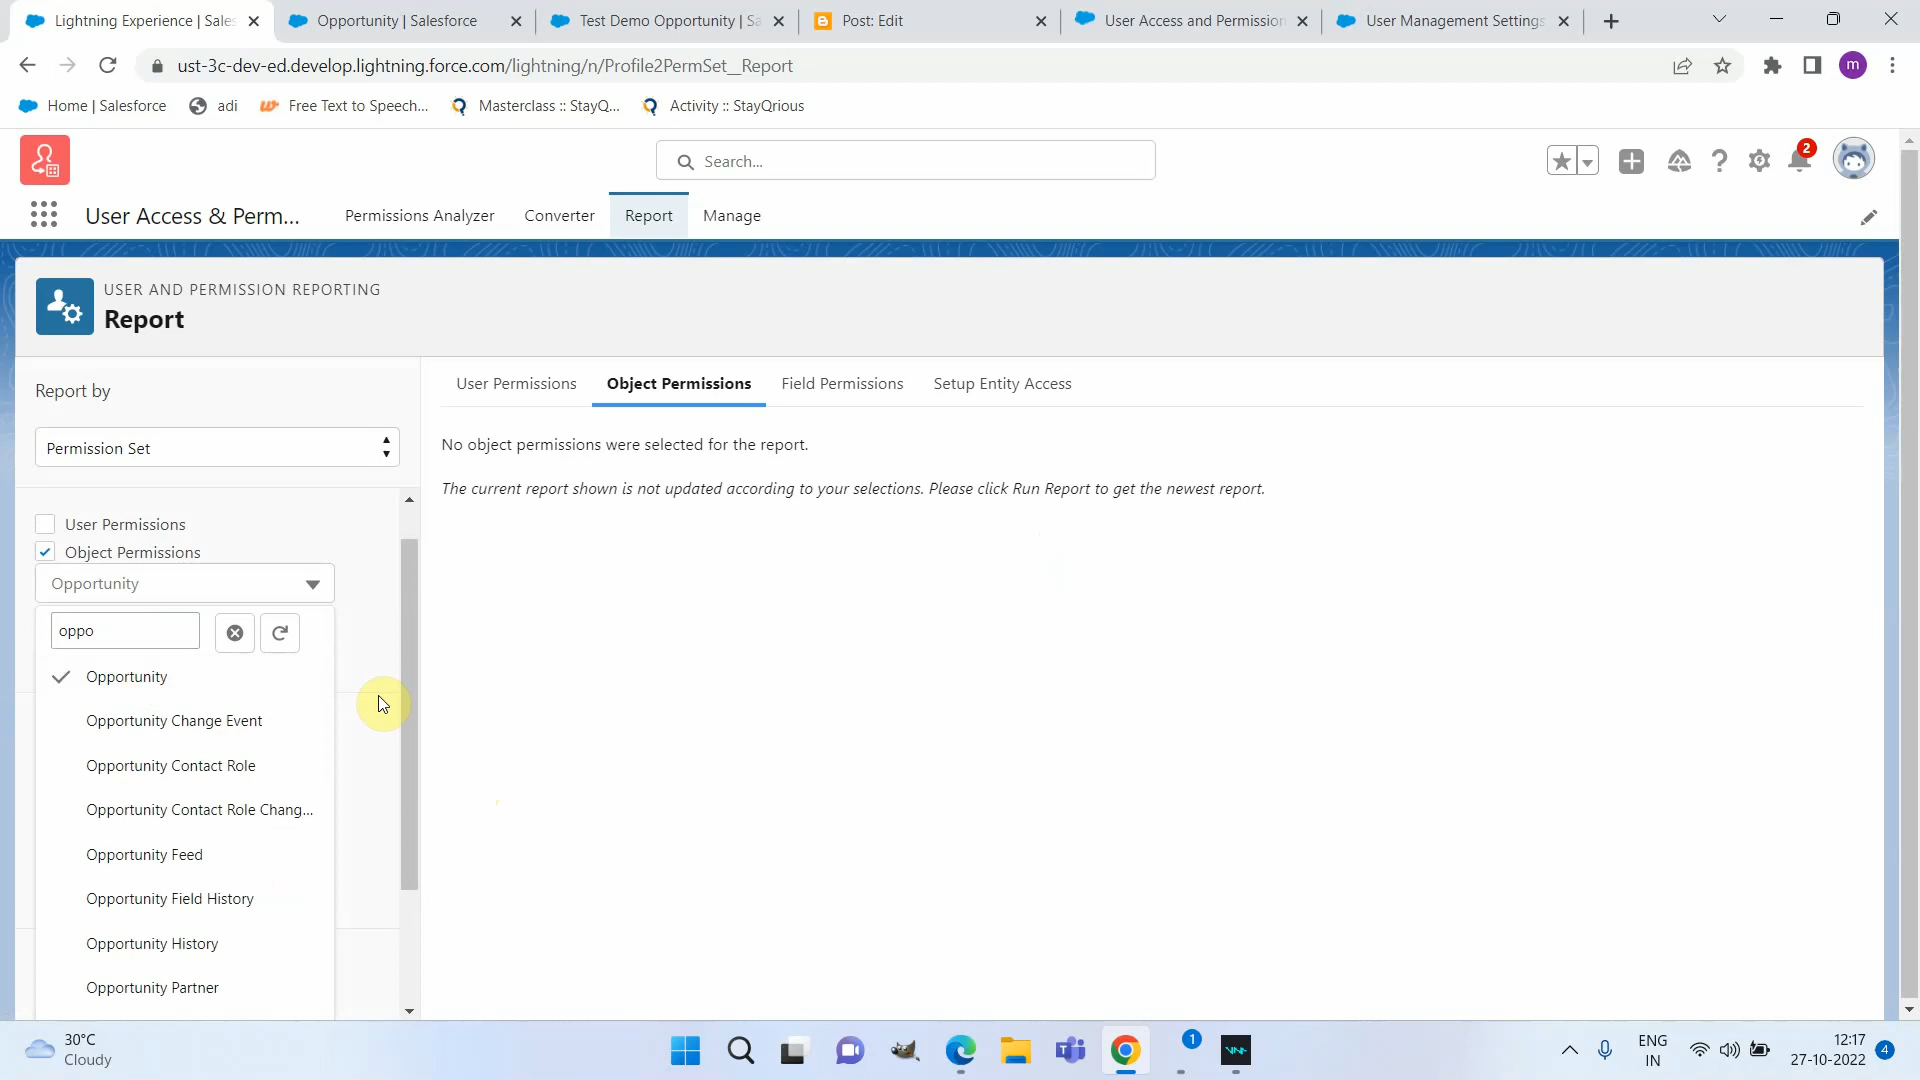 Lightning Experience | Sales
Opportunity | Salesforce
Test Demo Opportunity | Sa
Post: Edit
User Access and Permission
User Management Settings
ust-3c-dev-ed.develop.lightning.force.com/lightning/n/Profile2PermSet__Report
m
Home | Salesforce
adi
Free Text to Speech...
Masterclass :: StayQ...
Activity :: StayQrious
Search...
2
User Access & Perm...
Permissions Analyzer
Converter
Report
Manage
USER AND PERMISSION REPORTING
Report
Report by
Permission Set
User Permissions
Object Permissions
Field Permissions
Setup Entity Access
No object permissions were selected for the report.
The current report shown is not updated according to your selections. Please click Run Report to get the newest report.
User Permissions
Object Permissions
Opportunity
oppo
Opportunity
Opportunity Change Event
Opportunity Contact Role
Opportunity Contact Role Chang...
Opportunity Feed
Opportunity Field History
Opportunity History
Opportunity Partner
30°C
Cloudy
1
ENG
IN
12:17
27-10-2022
4